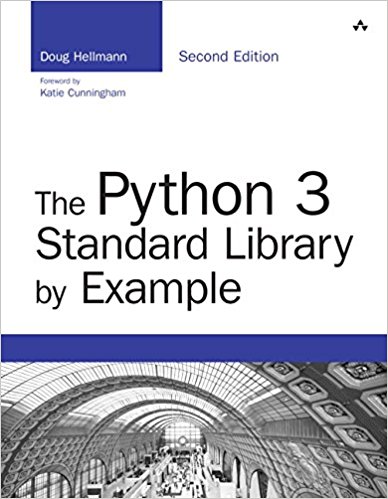 Doug Hellmann
Second Edition
Foreword by
Katie Cunningham
The Python 3
Standard Library
by Example